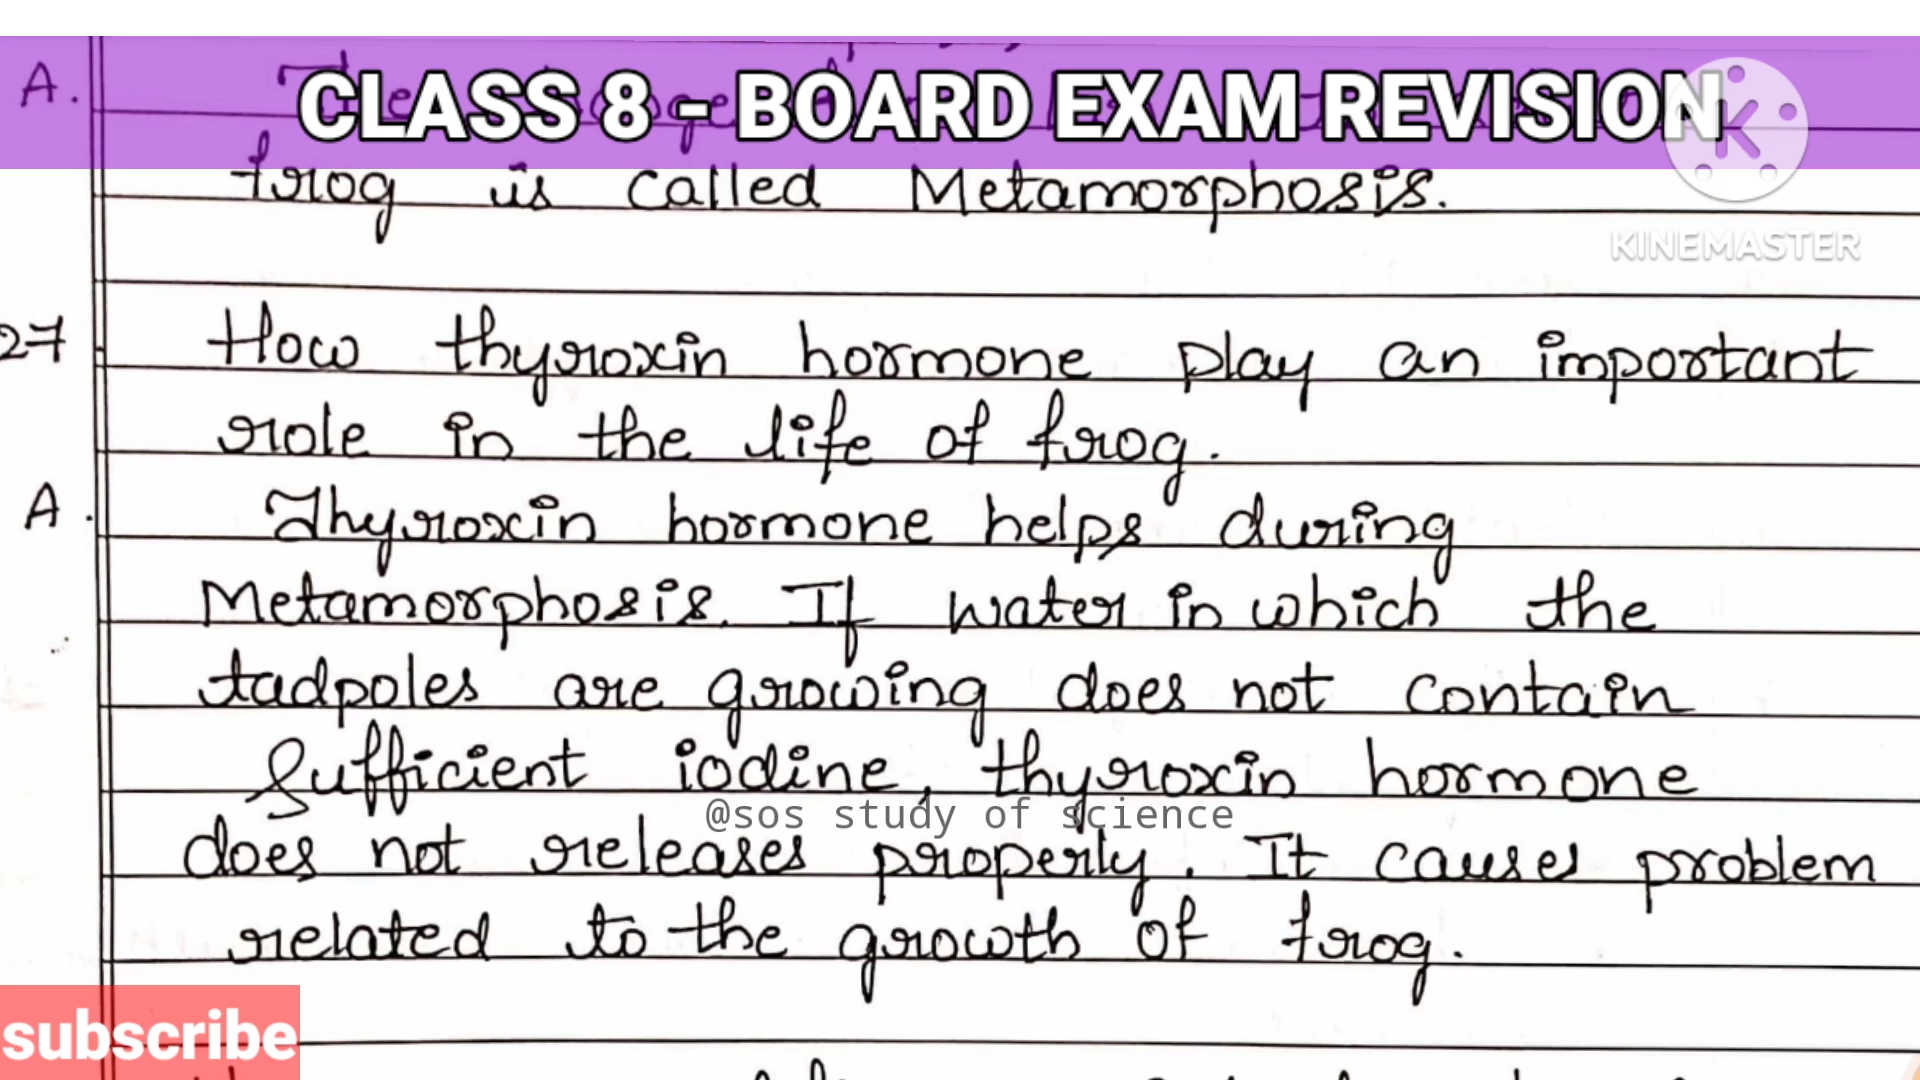 CLASS 8 - BOARD EXAM REVISION
A.
frog is called Metamorphosis.
KINEMASTER
27 How thyroxin hormone play an important
role in the life of frog.
A. Thyroxin hormone helps during
Metamorphosis. If water in which the
tadpoles are growing does not contain
sufficient iodine, thyroxin hormone
@sos study of science
does not releases properly. It causes problem
related to the growth of frog.
subscribe